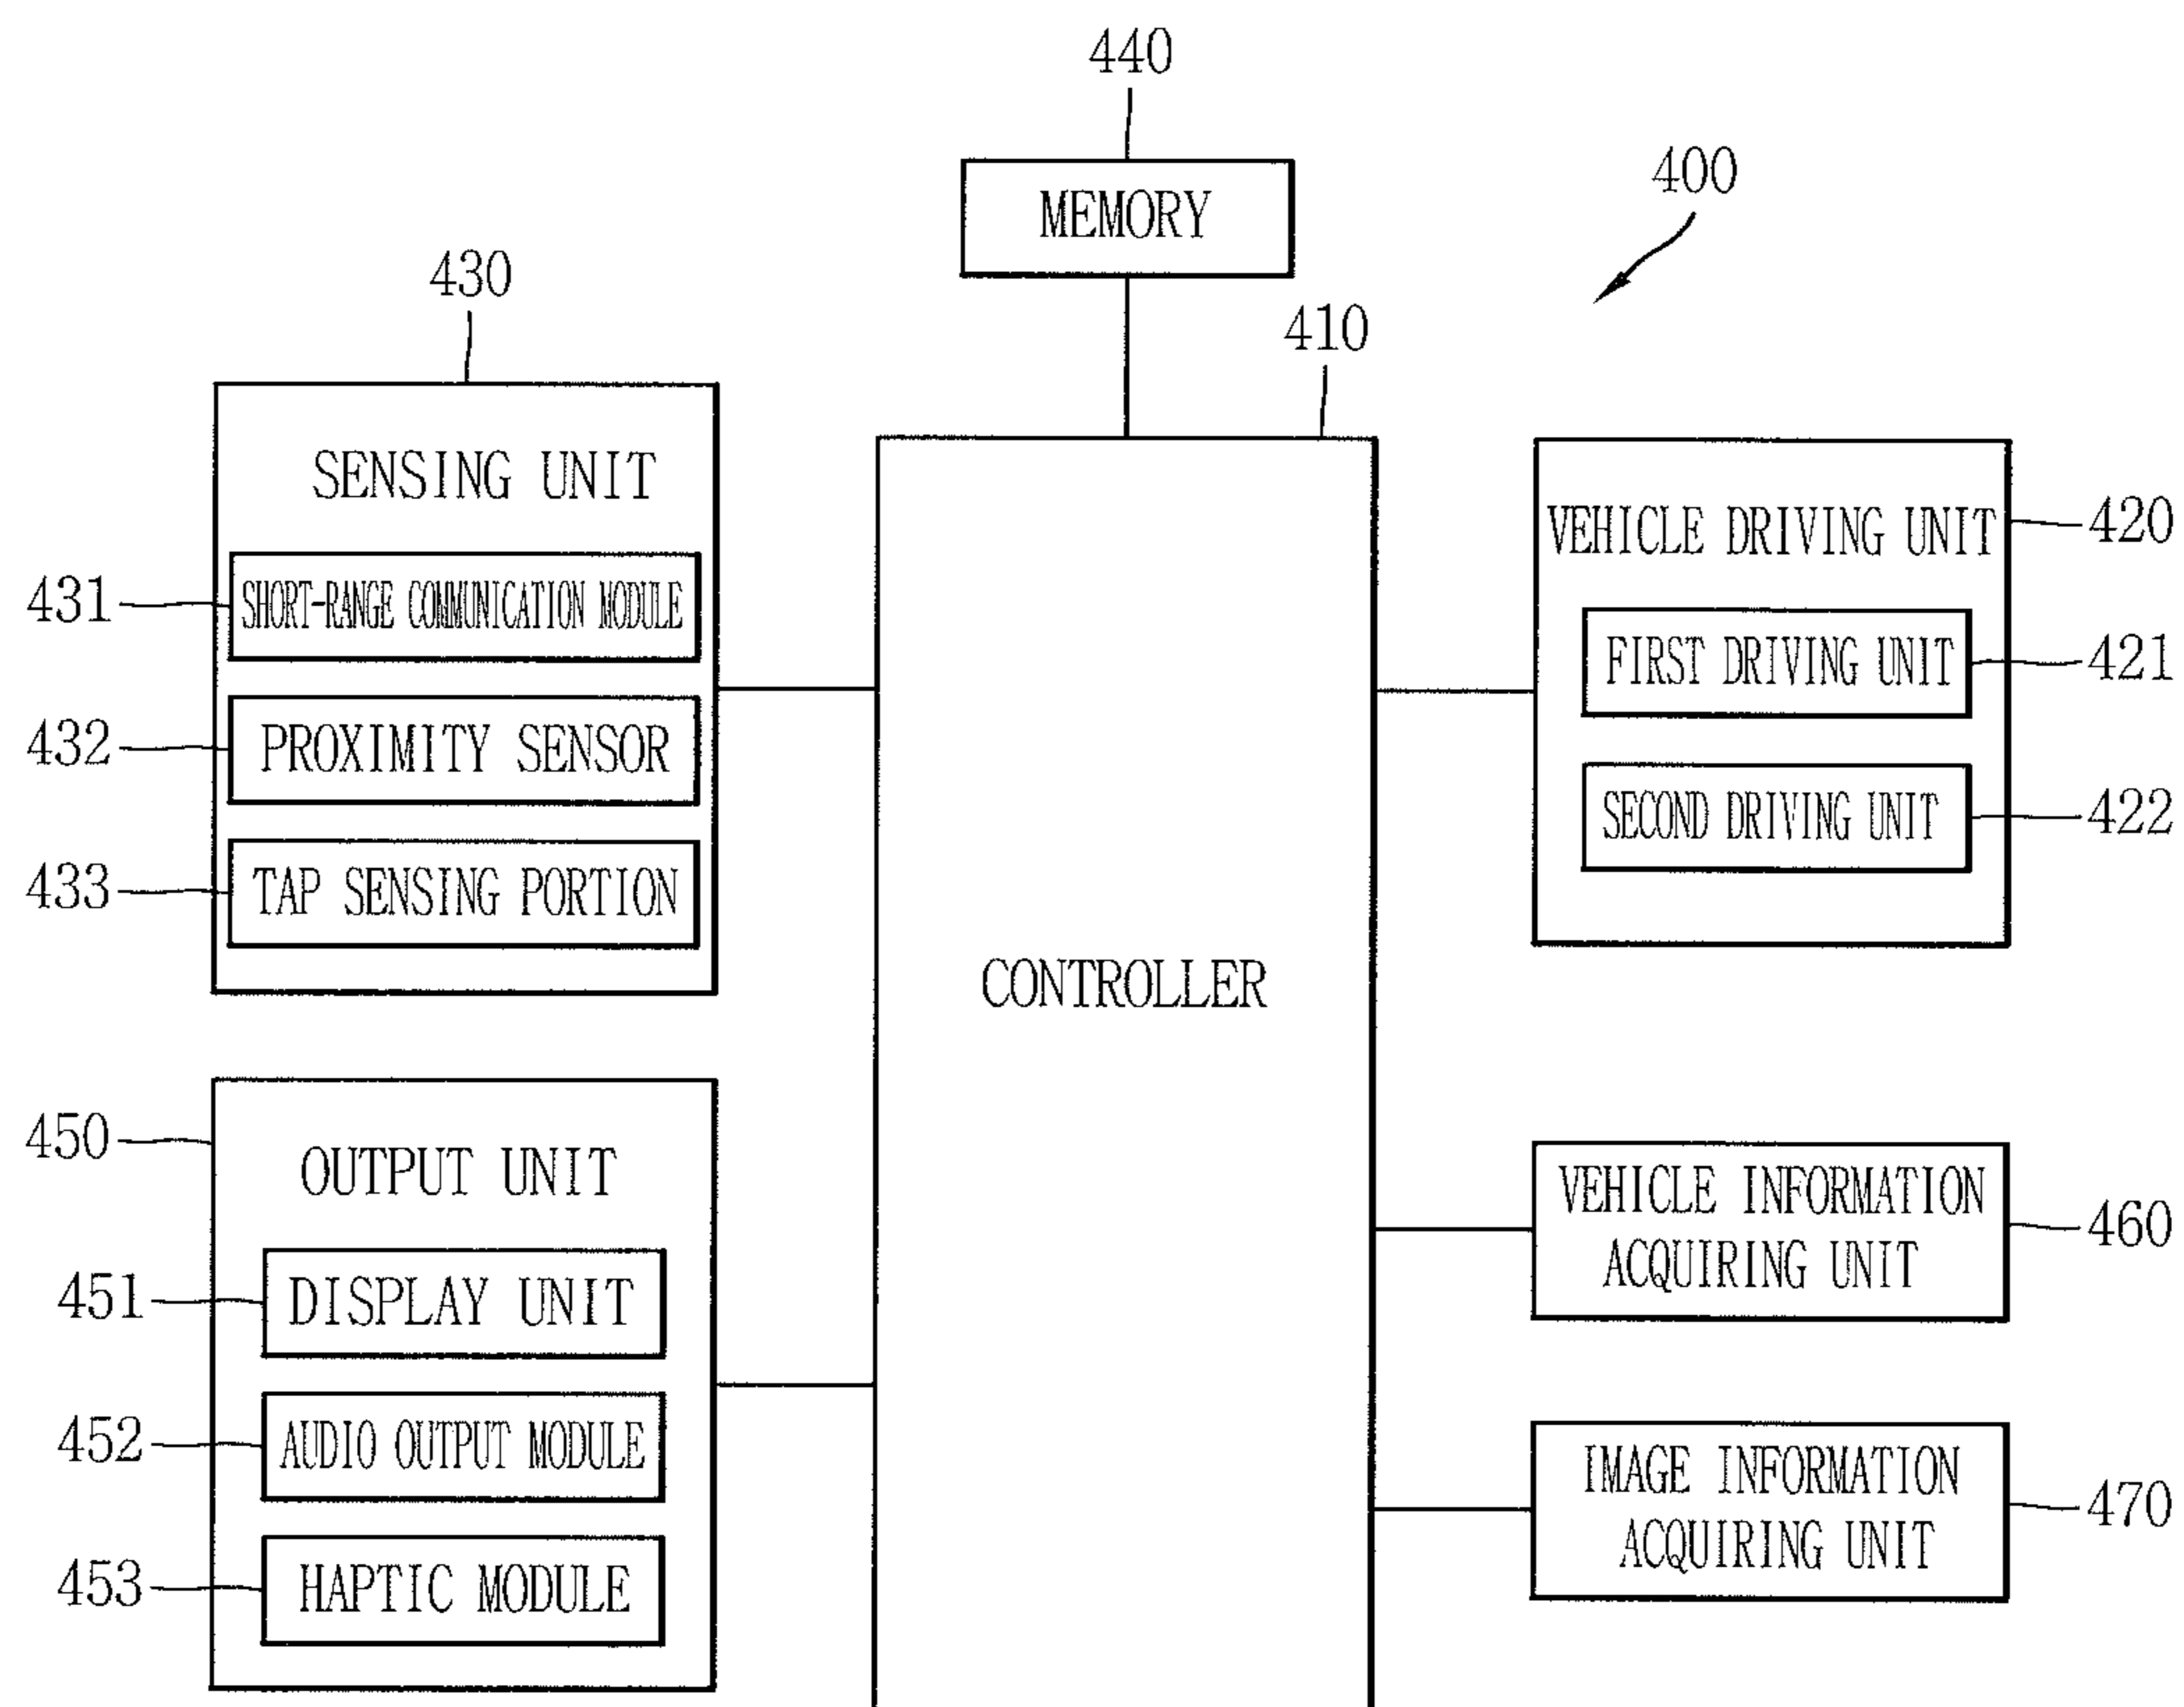 440
MEMORY
400
430
410
SENSING UNIT
431
SHORT-RANGE COMMUNICATION MODULE
432
PROXIMITY SENSOR
433
TAP SENSING PORTION
CONTROLLER
VEHICLE DRIVING UNIT
420
FIRST DRIVING UNIT
421
SECOND DRIVING UNIT
422
450
OUTPUT UNIT
451
DISPLAY UNIT
452
AUDIO OUTPUT MODULE
453
HAPTIC MODULE
VEHICLE INFORMATION
ACQUIRING UNIT
460
IMAGE INFORMATION
ACQUIRING UNIT
470